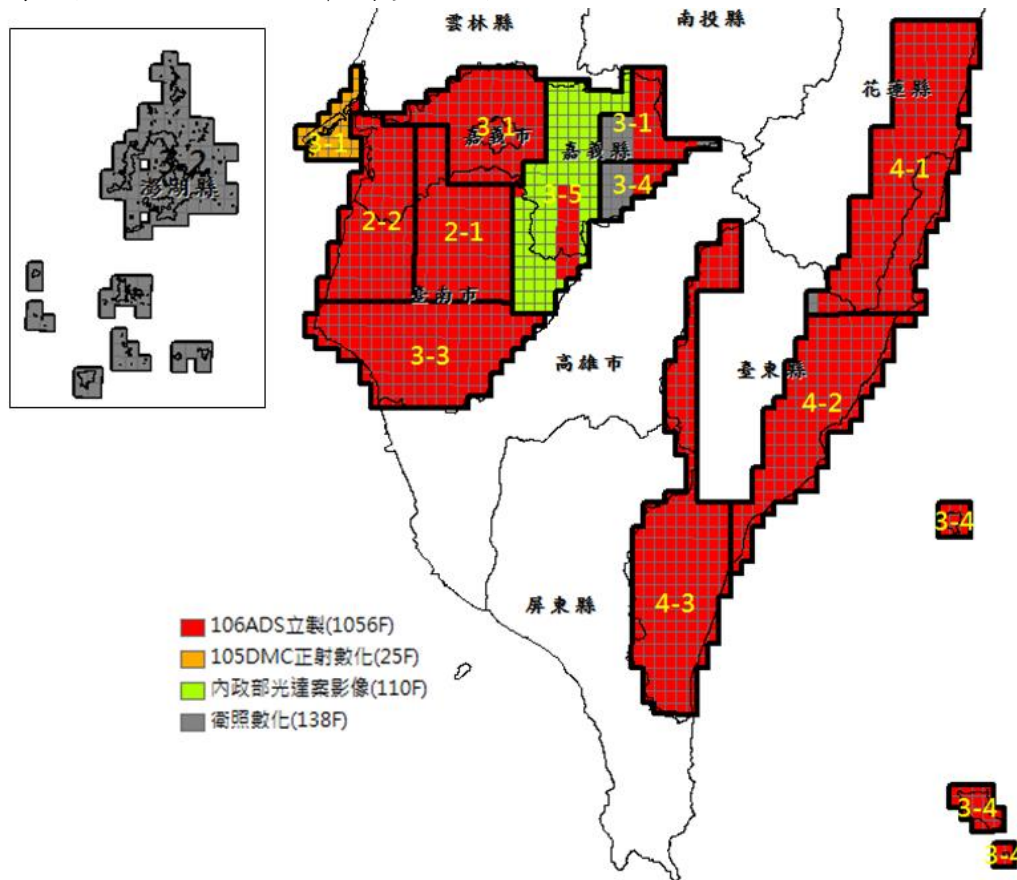 雲林縣
南投縣
花蓮縣
3-1
3-1
嘉義市
3-1
嘉義縣
4-1
3-2
澎湖縣
3-4
3-5
2-2
2-1
臺南市
3-3
高雄市
臺東縣
4-2
3-4
4-3
屏東縣
106ADS立製(1056F)
105DMC正射數化(25F)
內政部光達案影像(110F)
衛照數化(138F)
3-4
3-4